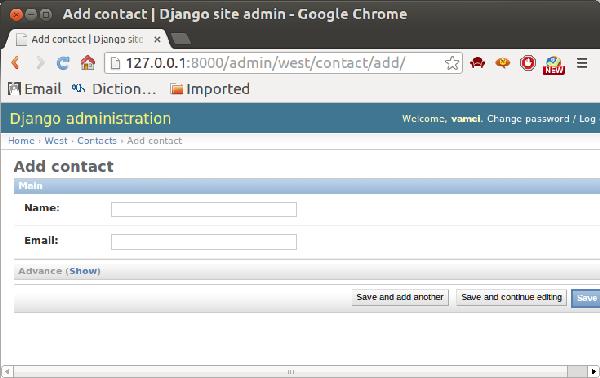 Add contact | Django site admin - Google Chrome
Add contact | Django site
127.0.0.1:8000/admin/west/contact/add/
NEW
Email Diction... Imported
Django administration
Welcome, vamei. Change password / Log
Home › West › Contacts › Add contact
Add contact
Main
Name:
Email:
Advance (Show)
Save and add another Save and continue editing Save